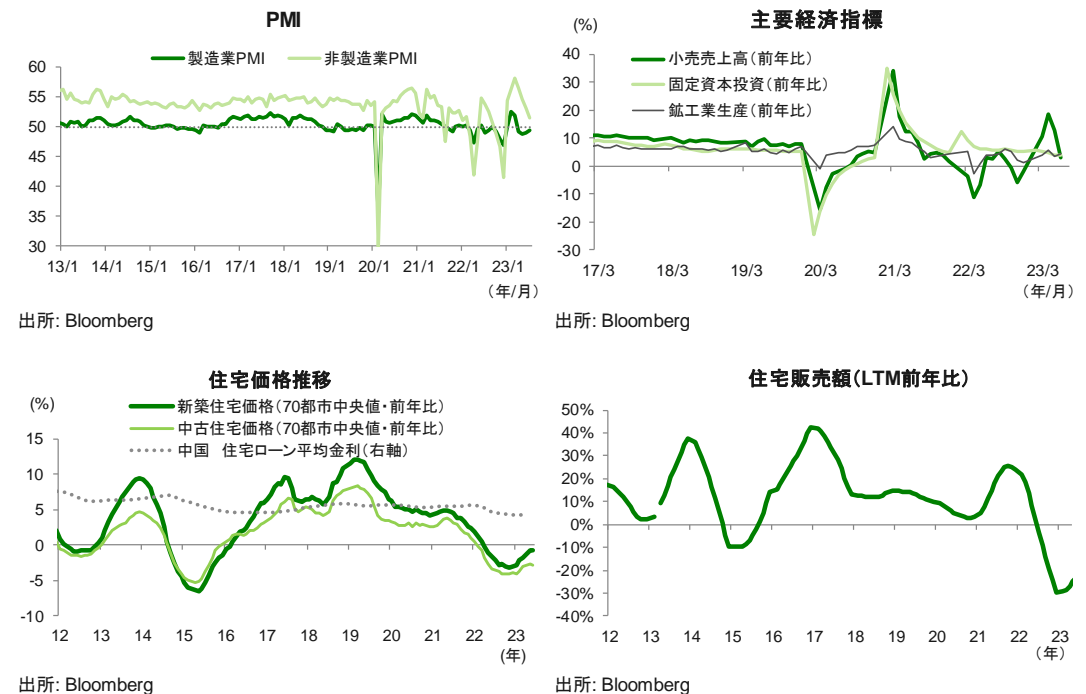 PMI
製造業PMI 非製造業PMI
60
55
50
45
40
35
30
13/1 14/1 15/1 16/1 17/1 18/1 19/1 20/1 21/1 22/1 23/1
（年/月）
出所: Bloomberg
主要経済指標
(%)
小売売上高（前年比）
固定資本投資（前年比）
鉱工業生産（前年比）
40
30
20
10
0
-10
-20
-30
17/3 18/3 19/3 20/3 21/3 22/3 23/3
（年/月）
出所: Bloomberg
住宅価格推移
(%)
新築住宅価格（70都市中央値・前年比）
中古住宅価格（70都市中央値・前年比）
中国　住宅ローン平均金利（右軸）
15
10
5
0
-5
-10
12 13 14 15 16 17 18 19 20 21 22 23
(年)
出所: Bloomberg
住宅販売額（LTM前年比）
50%
40%
30%
20%
10%
0%
-10%
-20%
-30%
-40%
12 13 14 15 16 17 18 19 20 21 22 23
（年）
出所: Bloomberg